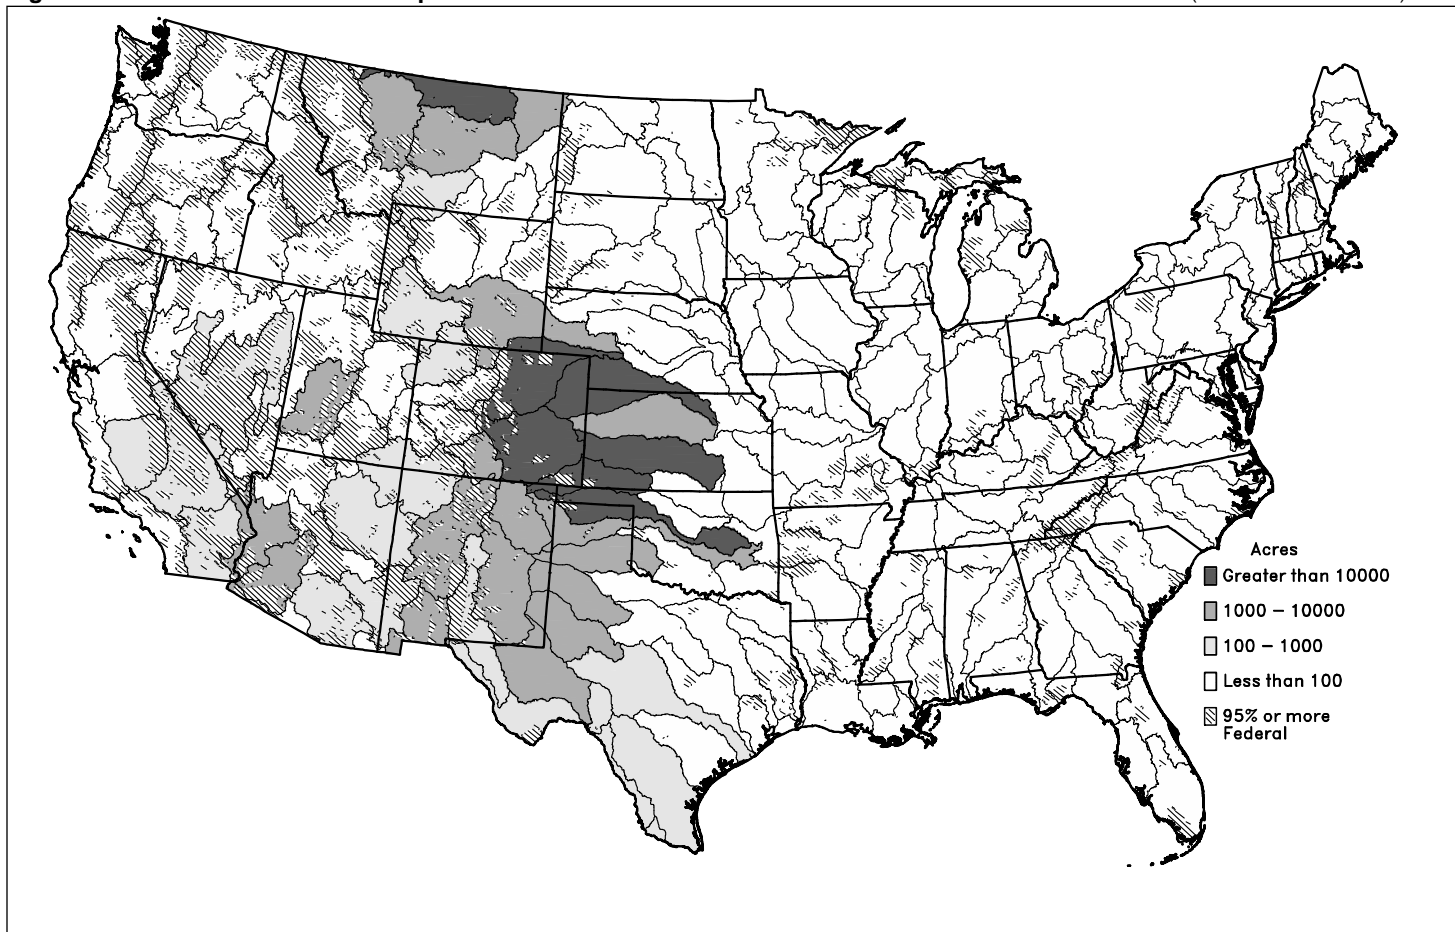 Acres
Greater than 10000
1000 – 10000
100 – 1000
Less than 100
95% or more
Federal